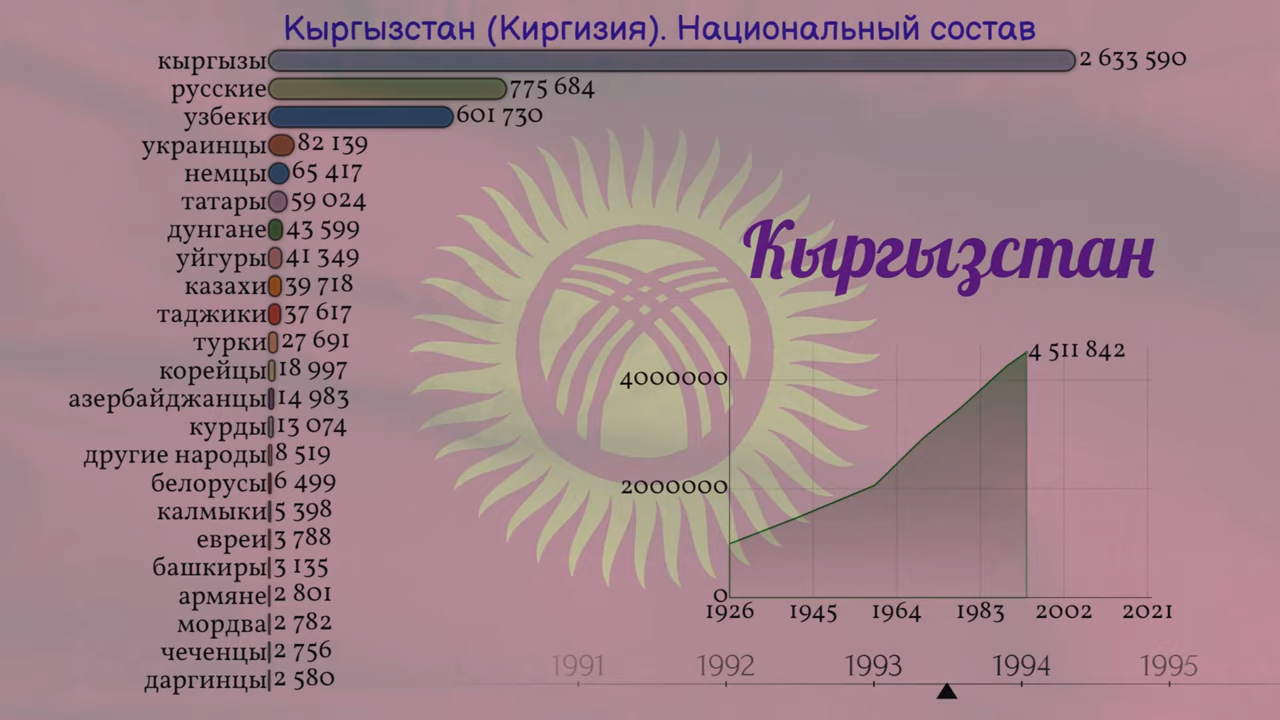 Кыргызстан (Киргизия). Национальный состав
кыргызы 2 633 590
русские 775 684
узбеки 601 730
украинцы 82 139
немцы 65 417
татары 59 024
дунгане 43 599
уйгуры 41 349
казахи 39 718
таджики 37 617
турки 27 691
корейцы 18 997
азербайджанцы 14 983
курды 13 074
другие народы 8 519
белорусы 6 499
калмыки 5 398
евреи 3 788
башкиры 3 135
армяне 2 801
мордва 2 782
чеченцы 2 756
даргинцы 2 580
Кыргызстан
4 511 842
4000000
2000000
0
1926 1945 1964 1983 2002 2021
1991 1992 1993 1994 1995